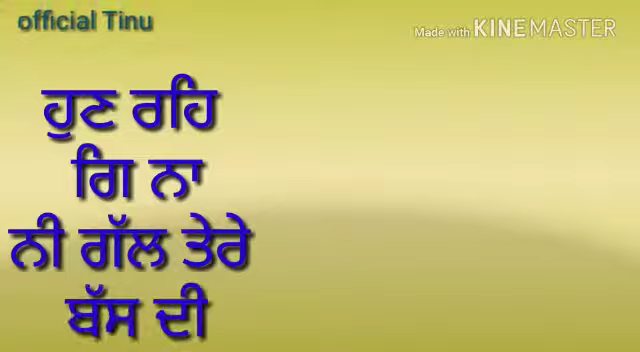 official Tinu
Made with KINEMASTER
ਹੁਣ ਰਹਿ
ਗਿ ਨਾ
ਨੀ ਗੱਲ ਤੇਰੇ
ਬੱਸ ਦੀ